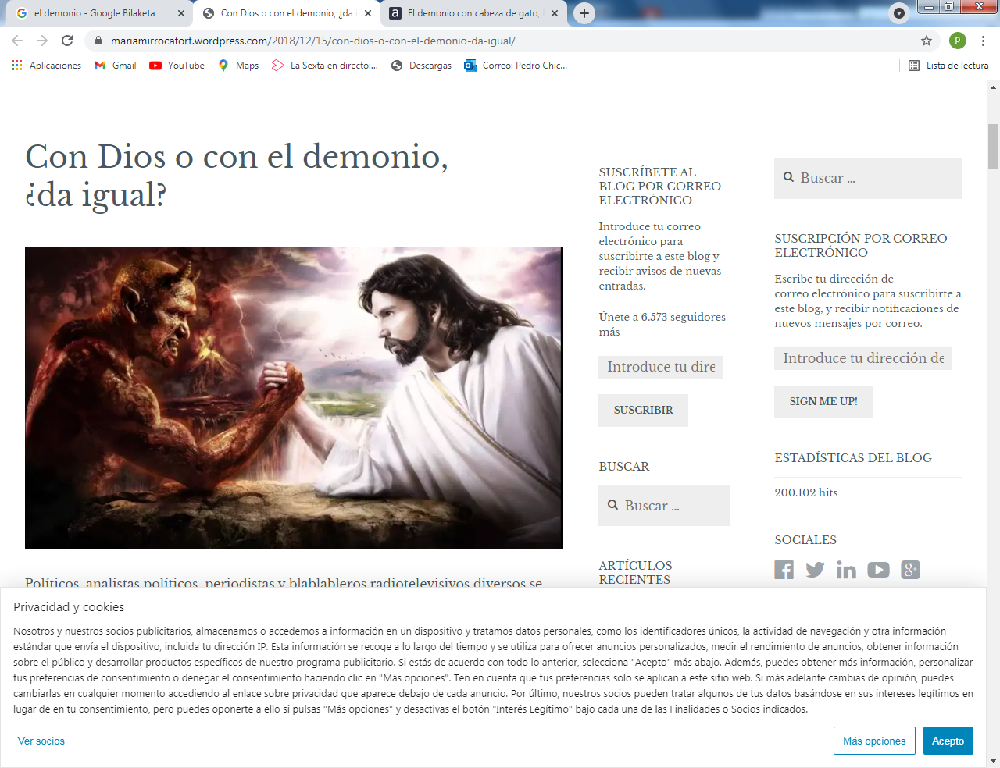 el demonio - Google Bilaketa
Con Dios o con el demonio, ¿da i
El demonio con cabeza de gato,
mariamirrocafort.wordpress.com/2018/12/15/con-dios-o-con-el-demonio-da-igual/
P
Aplicaciones
Gmail
YouTube
Maps
La Sexta en directo:...
Descargas
Correo: Pedro Chic...
Lista de lectura
Con Dios o con el demonio,
¿da igual?
Políticos, analistas políticos, periodistas y blablableros radiotelevisivos diversos se
SUSCRÍBETE AL
BLOG POR CORREO
ELECTRÓNICO
Introduce tu correo
electrónico para
suscribirte a este blog y
recibir avisos de nuevas
entradas.
Únete a 6.573 seguidores
más
Introduce tu dire
SUSCRIBIR
BUSCAR
Buscar ...
ARTÍCULOS
RECIENTES
Buscar ...
SUSCRIPCIÓN POR CORREO
ELECTRÓNICO
Escribe tu dirección de
correo electrónico para suscribirte a
este blog, y recibir notificaciones de
nuevos mensajes por correo.
Introduce tu dirección de
SIGN ME UP!
ESTADÍSTICAS DEL BLOG
200.102 hits
SOCIALES
Privacidad y cookies
Nosotros y nuestros socios publicitarios, almacenamos o accedemos a información en un dispositivo y tratamos datos personales, como los identificadores únicos, la actividad de navegación y otra información
estándar que envía el dispositivo, incluida tu dirección IP. Esta información se recoge a lo largo del tiempo y se utiliza para ofrecer anuncios personalizados, medir el rendimiento de anuncios, obtener información
sobre el público y desarrollar productos específicos de nuestro programa publicitario. Si estás de acuerdo con todo lo anterior, selecciona "Acepto" más abajo. Además, puedes obtener más información, personalizar
tus preferencias de consentimiento o denegar el consentimiento haciendo clic en "Más opciones". Ten en cuenta que tus preferencias solo se aplican a este sitio web. Si más adelante cambias de opinión, puedes
cambiarlas en cualquier momento accediendo al enlace sobre privacidad que aparece debajo de cada anuncio. Por último, nuestros socios pueden tratar algunos de tus datos basándose en sus intereses legítimos en
lugar de en tu consentimiento, pero puedes oponerte a ello si pulsas "Más opciones" y desactivas el botón "Interés Legítimo" bajo cada una de las Finalidades o Socios indicados.
Ver socios
Más opciones
Acepto